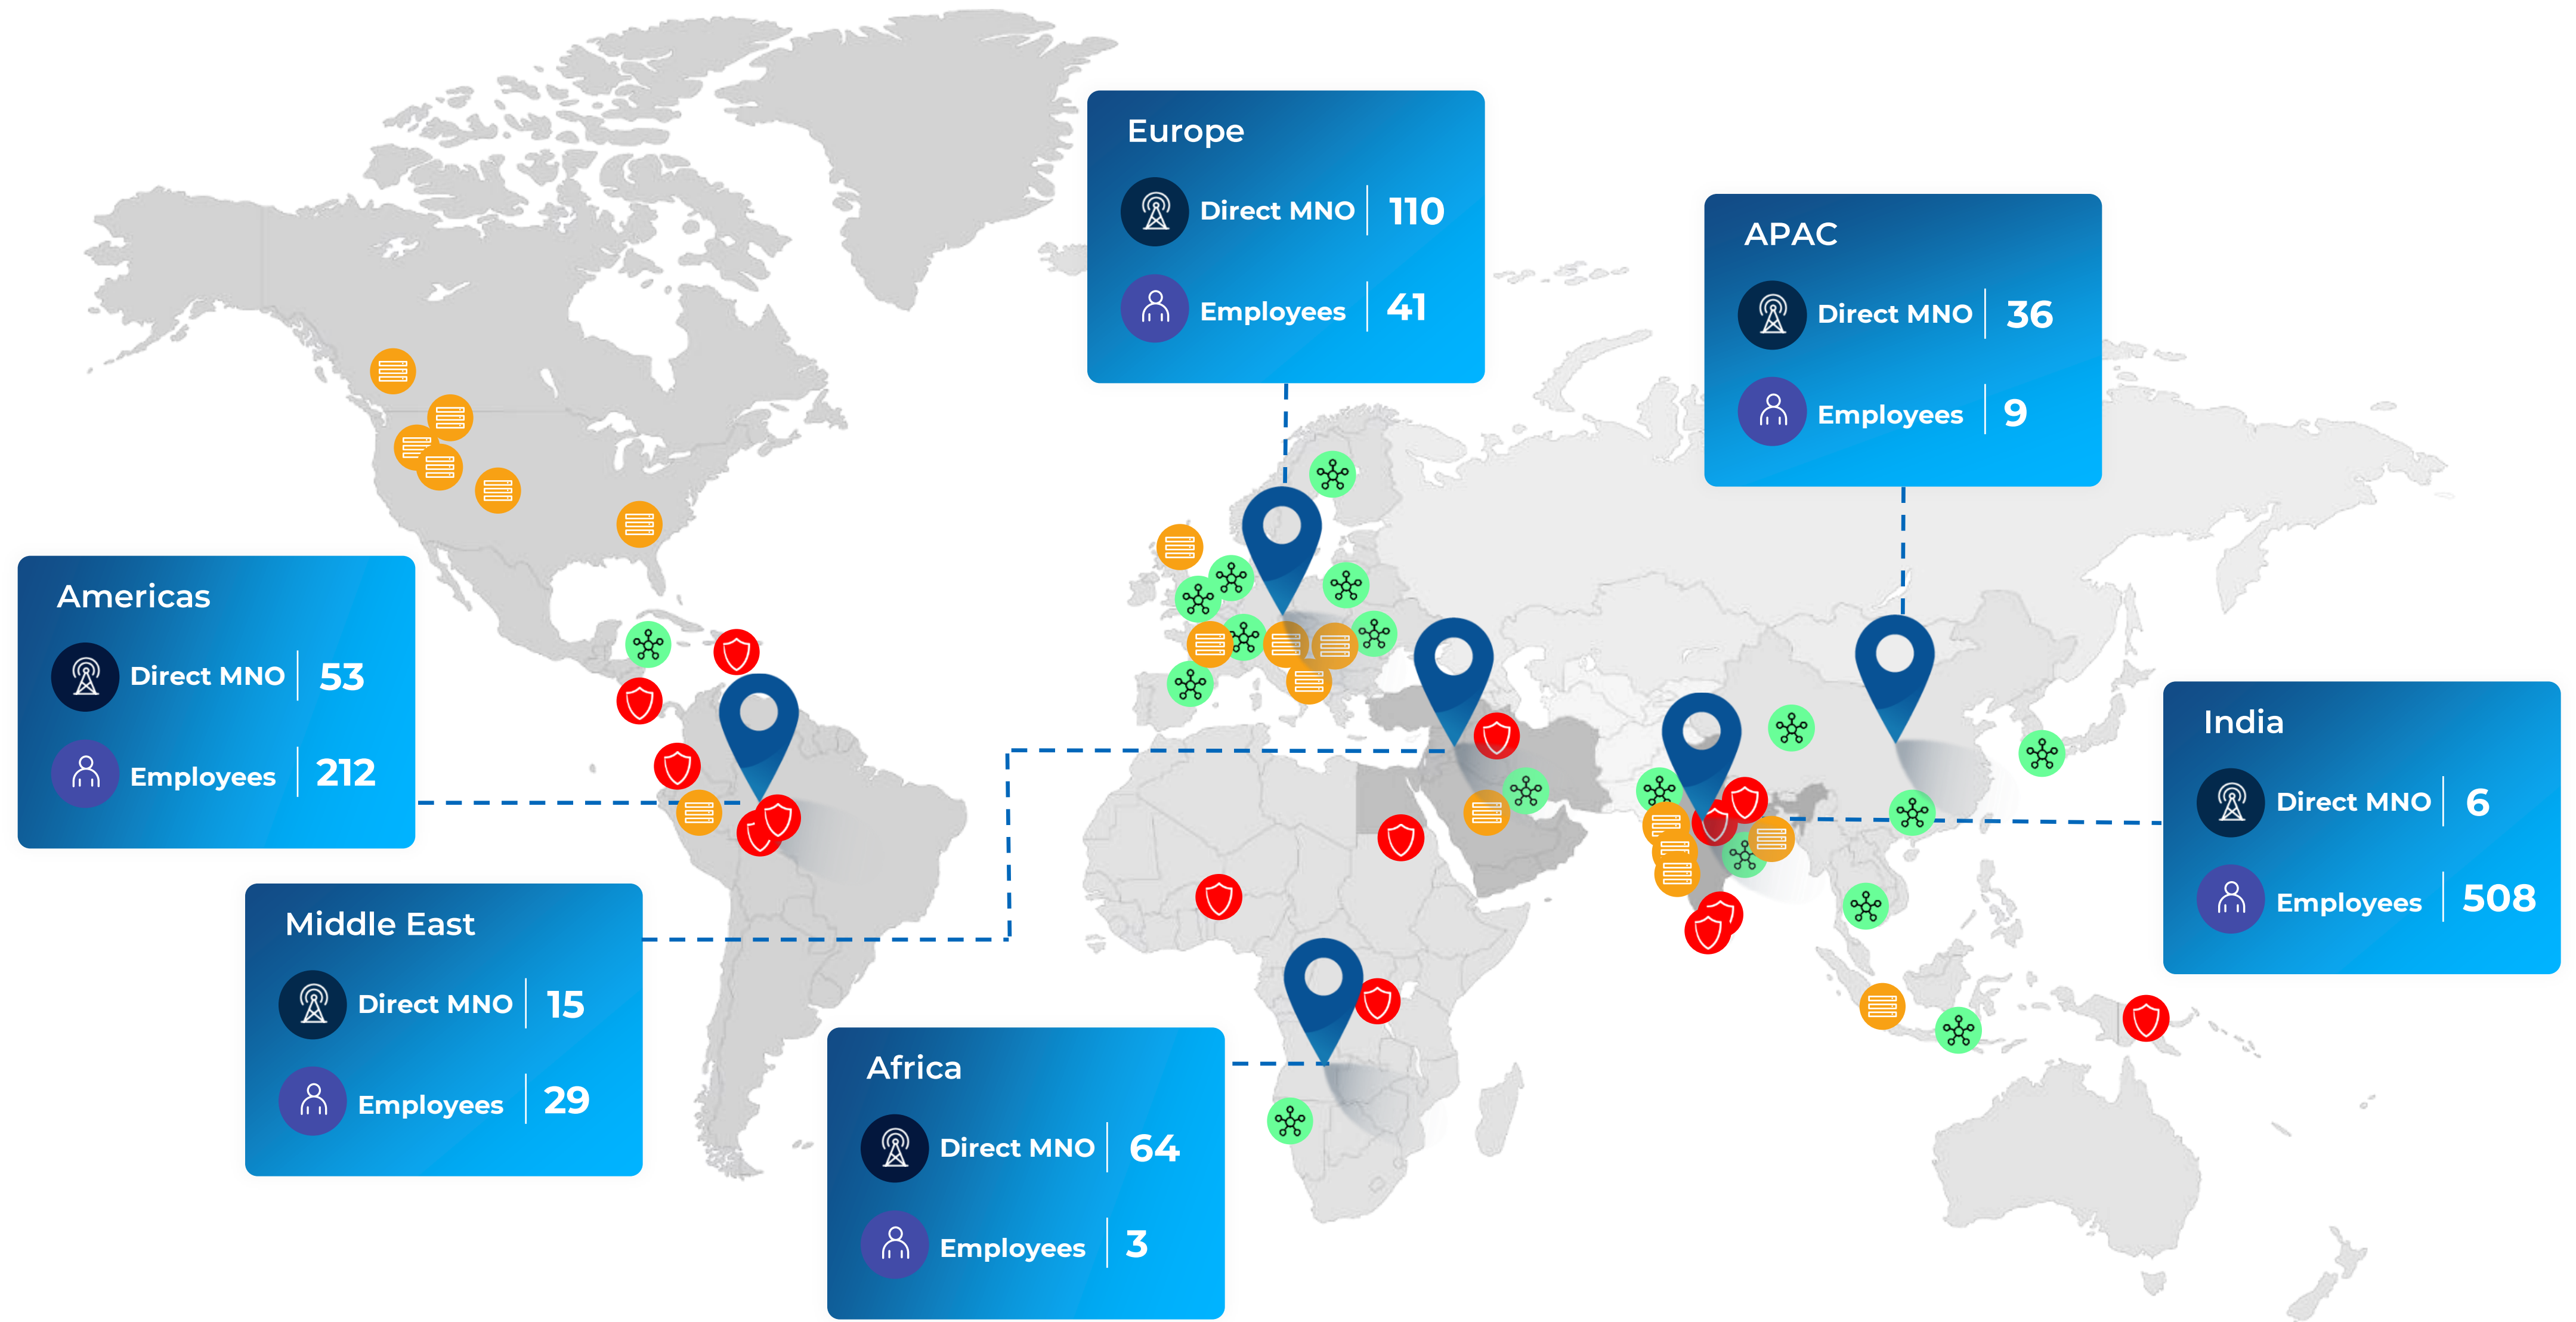 Europe
Direct MNO 110
Employees 41
APAC
Direct MNO 36
Employees 9
Americas
Direct MNO 53
Employees 212
India
Direct MNO 6
Employees 508
Middle East
Direct MNO 15
Employees 29
Africa
Direct MNO 64
Employees 3